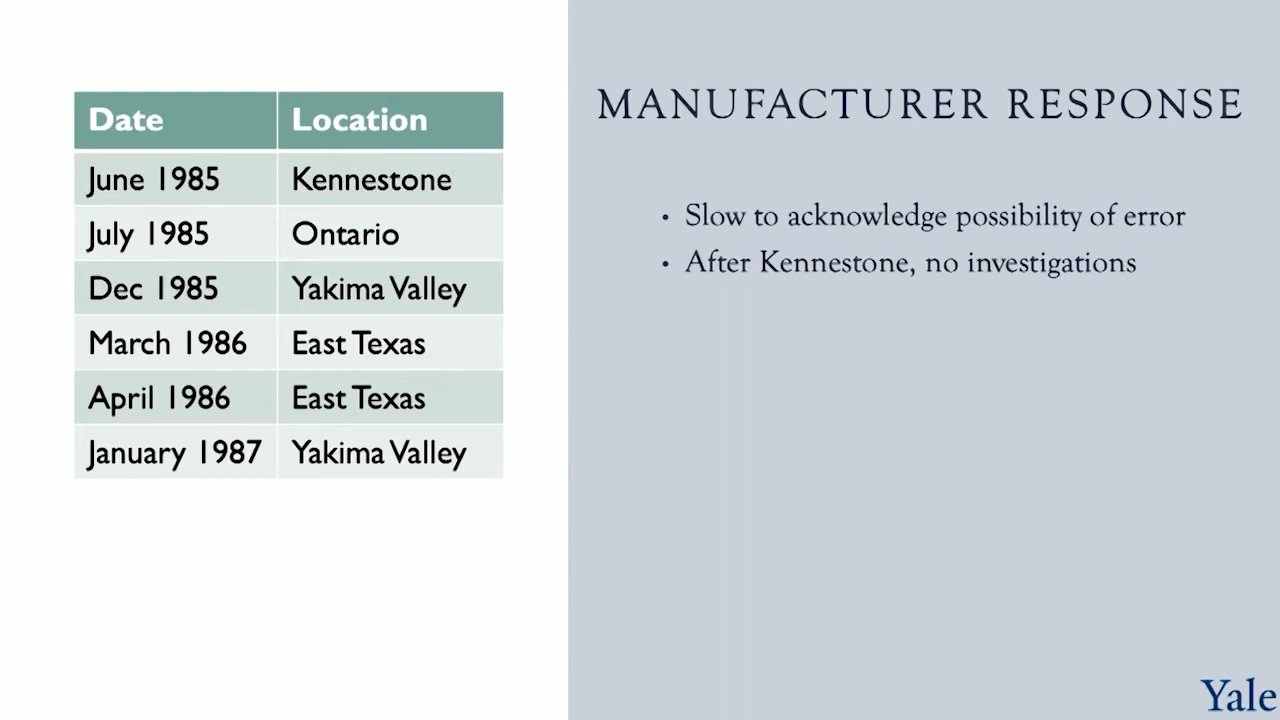 Date Location
June 1985 Kennestone
July 1985 Ontario
Dec 1985 Yakima Valley
March 1986 East Texas
April 1986 East Texas
January 1987 Yakima Valley
MANUFACTURER RESPONSE
• Slow to acknowledge possibility of error
• After Kennestone, no investigations
Yale